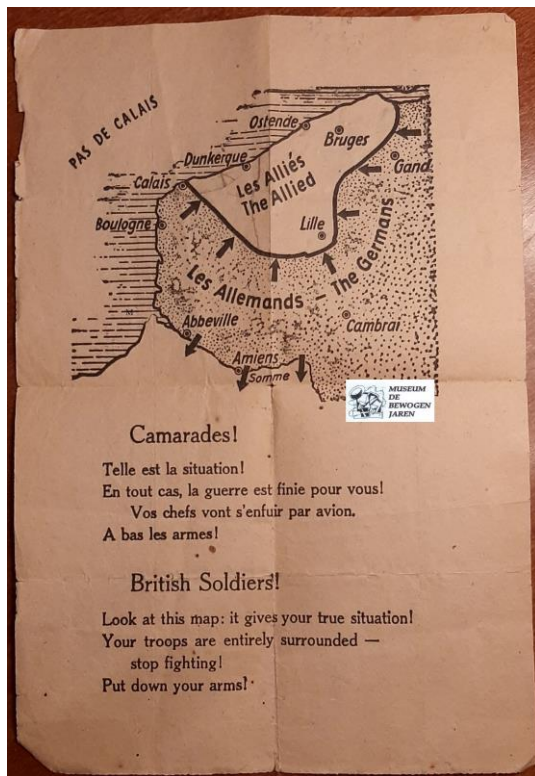 PAS DE CALAIS
Ostende
Bruges
Dunkerque
Gand
Calais
Les Alliés
The Allied
Boulogne
Lille
Les Allemands — The Germans
Abbeville
Cambrai
Amiens
Somme
MUSEUM
DE
BEWOGEN
JAREN
Camarades!
Telle est la situation!
En tout cas, la guerre est finie pour vous!
Vos chefs vont s'enfuir par avion.
A bas les armes!
British Soldiers!
Look at this map: it gives your true situation!
Your troops are entirely surrounded —
stop fighting!
Put down your arms!